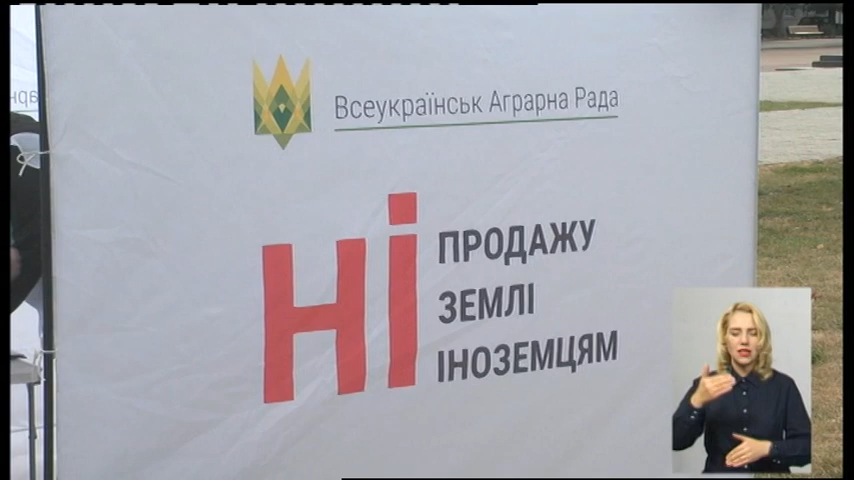 Всеукраїнськ Аграрна Рада
Ні
ПРОДАЖУ
ЗЕМЛІ
ІНОЗЕМЦЯМ